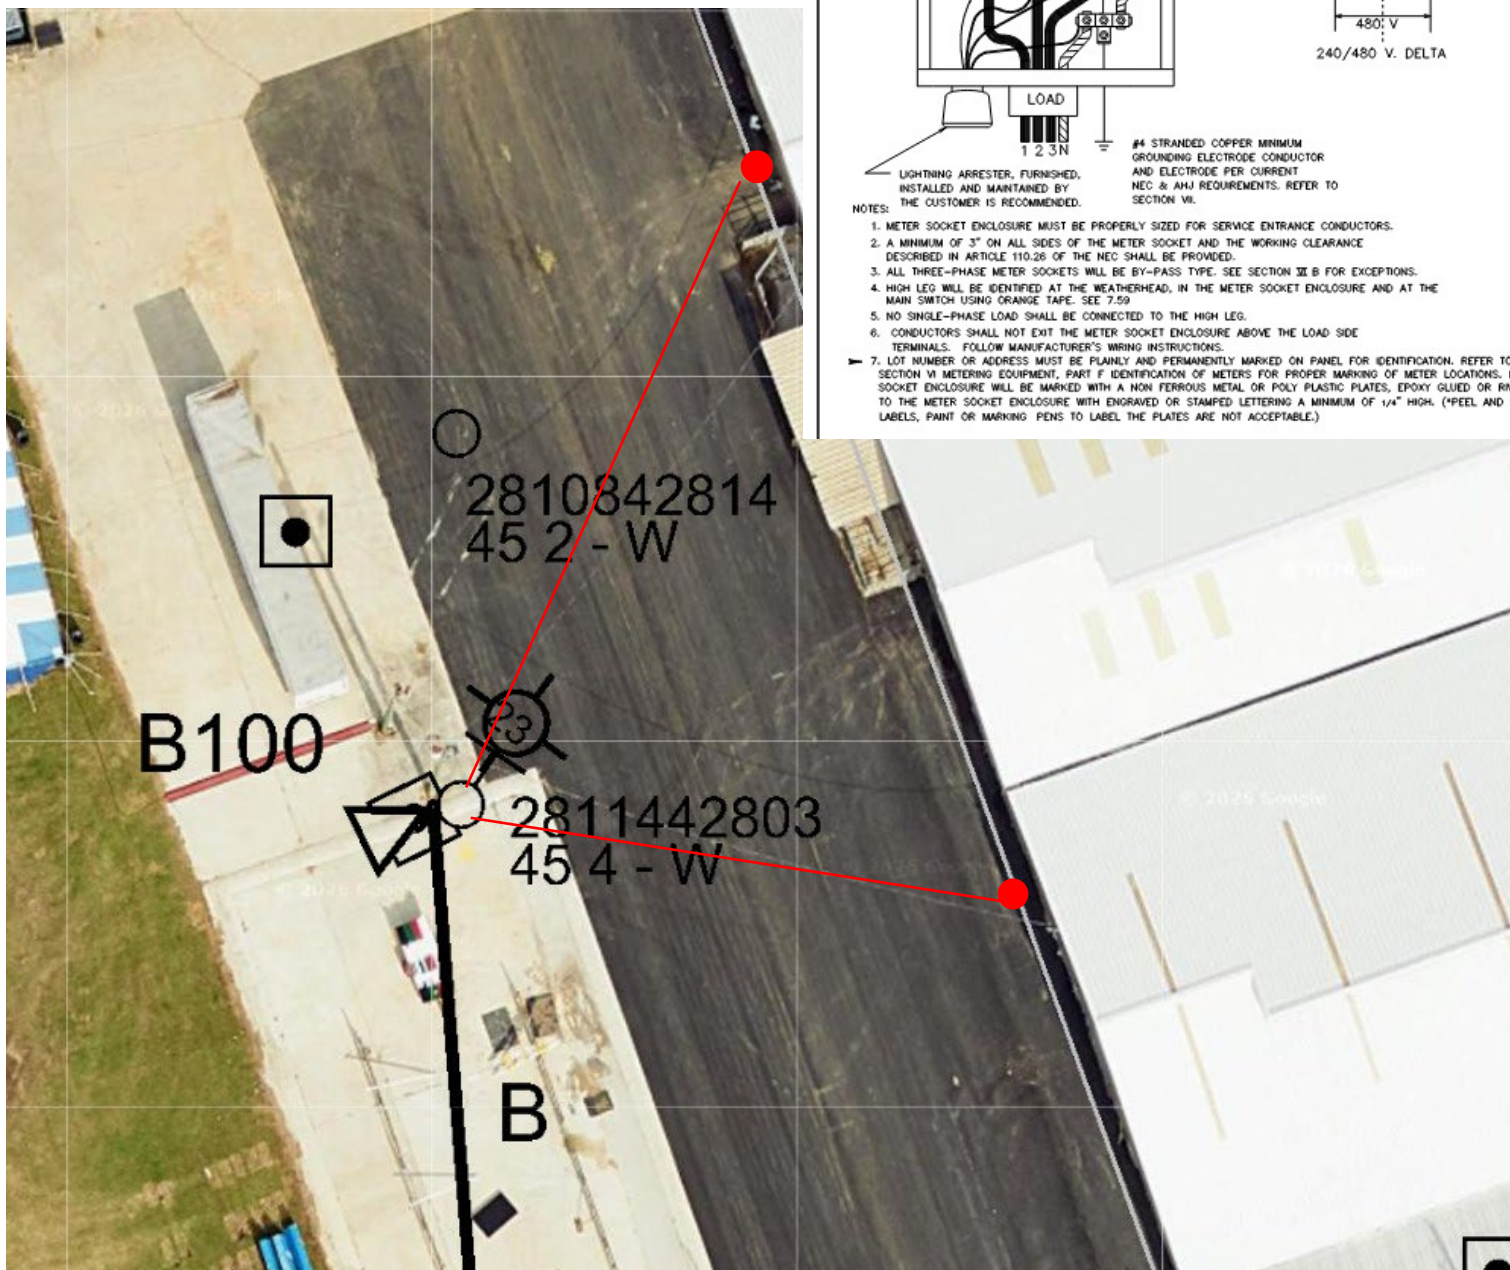 480 V
240/480 V. DELTA
LOAD
1 2 3 N
#4 STRANDED COPPER MINIMUM
GROUNDING ELECTRODE CONDUCTOR
AND ELECTRODE PER CURRENT
NEC & AHJ REQUIREMENTS. REFER TO
SECTION VII.
LIGHTNING ARRESTER, FURNISHED,
INSTALLED AND MAINTAINED BY
THE CUSTOMER IS RECOMMENDED.
NOTES:
1. METER SOCKET ENCLOSURE MUST BE PROPERLY SIZED FOR SERVICE ENTRANCE CONDUCTORS.
2. A MINIMUM OF 3" ON ALL SIDES OF THE METER SOCKET AND THE WORKING CLEARANCE
DESCRIBED IN ARTICLE 110.26 OF THE NEC SHALL BE PROVIDED.
3. ALL THREE-PHASE METER SOCKETS WILL BE BY-PASS TYPE. SEE SECTION VI B FOR EXCEPTIONS.
4. HIGH LEG WILL BE IDENTIFIED AT THE WEATHERHEAD, IN THE METER SOCKET ENCLOSURE AND AT THE
MAIN SWITCH USING ORANGE TAPE. SEE 7.59
5. NO SINGLE-PHASE LOAD SHALL BE CONNECTED TO THE HIGH LEG.
6. CONDUCTORS SHALL NOT EXIT THE METER SOCKET ENCLOSURE ABOVE THE LOAD SIDE
TERMINALS. FOLLOW MANUFACTURER'S WIRING INSTRUCTIONS.
7. LOT NUMBER OR ADDRESS MUST BE PLAINLY AND PERMANENTLY MARKED ON PANEL FOR IDENTIFICATION. REFER TO
SECTION VI METERING EQUIPMENT, PART F IDENTIFICATION OF METERS FOR PROPER MARKING OF METER LOCATIONS.
SOCKET ENCLOSURE WILL BE MARKED WITH A NON FERROUS METAL OR POLY PLASTIC PLATES, EPOXY GLUED OR
TO THE METER SOCKET ENCLOSURE WITH ENGRAVED OR STAMPED LETTERING A MINIMUM OF 1/4" HIGH. ("PEEL AND
LABELS, PAINT OR MARKING PENS TO LABEL THE PLATES ARE NOT ACCEPTABLE.)
2810842814
45 2 - W
23
B100
2811442803
45 4 - W
© 2026 Google
© 2026 Google
B